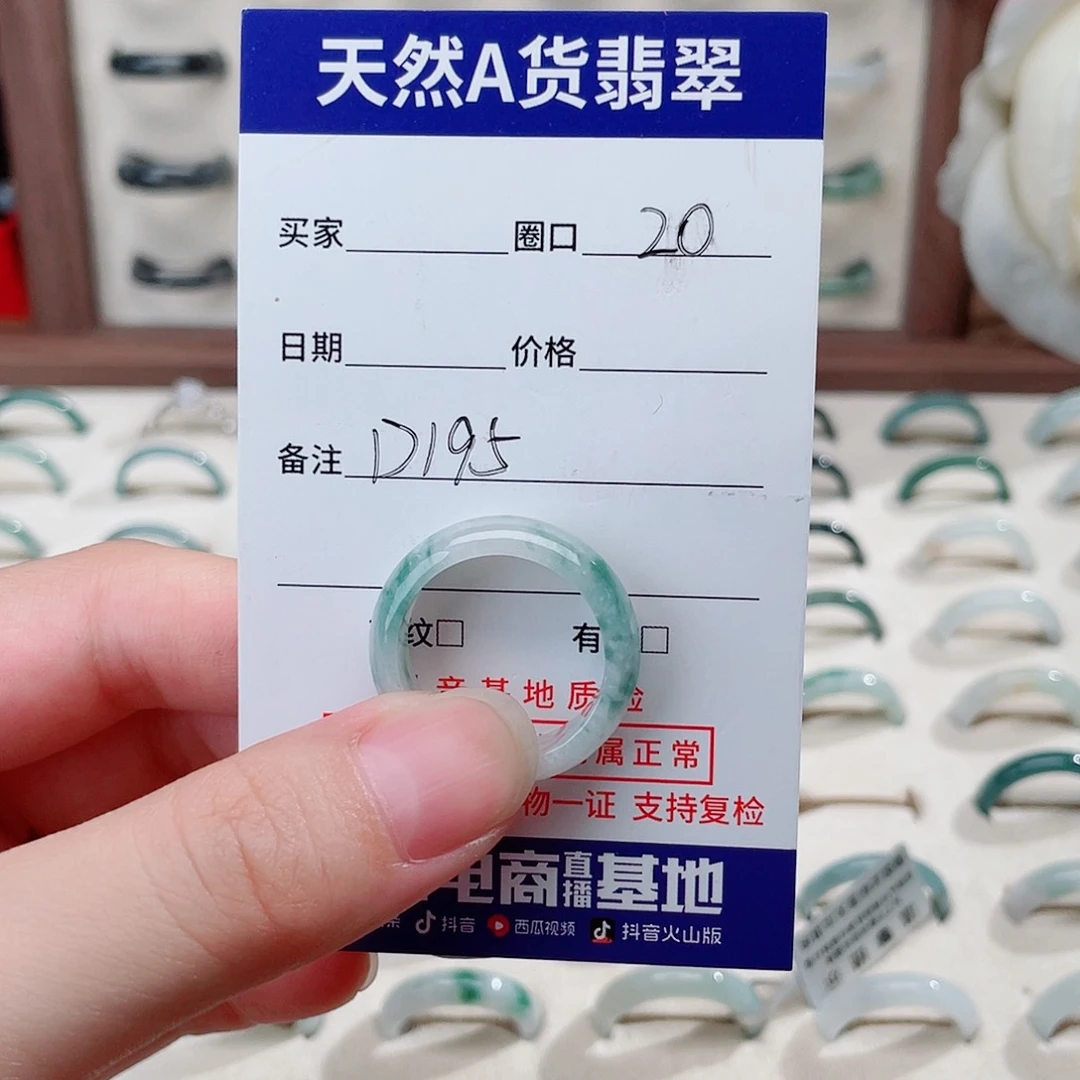 天然A货翡翠
买家 圈口 20
日期 价格
备注 D195
纹□ 有 □
产基地质检
属正常
物一证 支持复检
电商直播基地
抖音 西瓜视频 抖音火山版